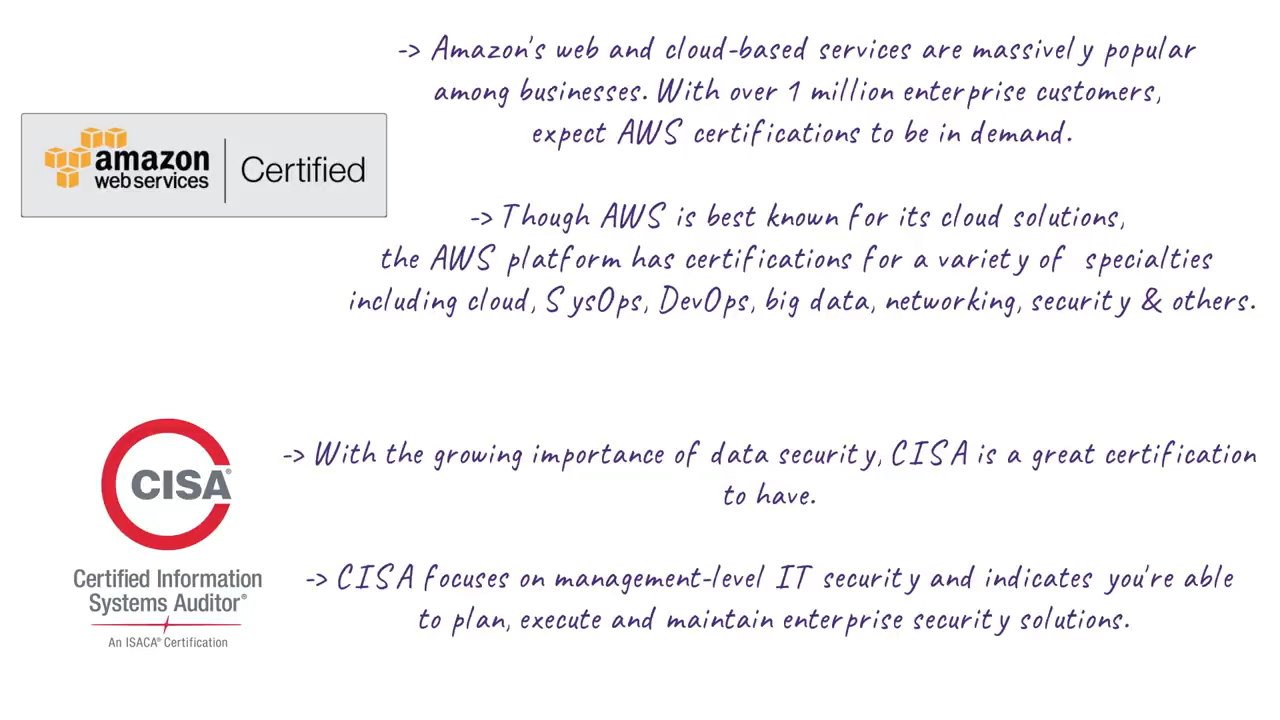 -> Amazon's web and cloud-based services are massively popular
among businesses. With over 1 million enterprise customers,
expect AWS certifications to be in demand.
amazon
web services
Certified
-> Though AWS is best known for its cloud solutions,
the AWS platform has certifications for a variety of specialties
including cloud, SysOps, DevOps, big data, networking, security & others.
CISA®
Certified Information
Systems Auditor®
An ISACA® Certification
-> With the growing importance of data security, CISA is a great certification
to have.
-> CISA focuses on management-level IT security and indicates you're able
to plan, execute and maintain enterprise security solutions.